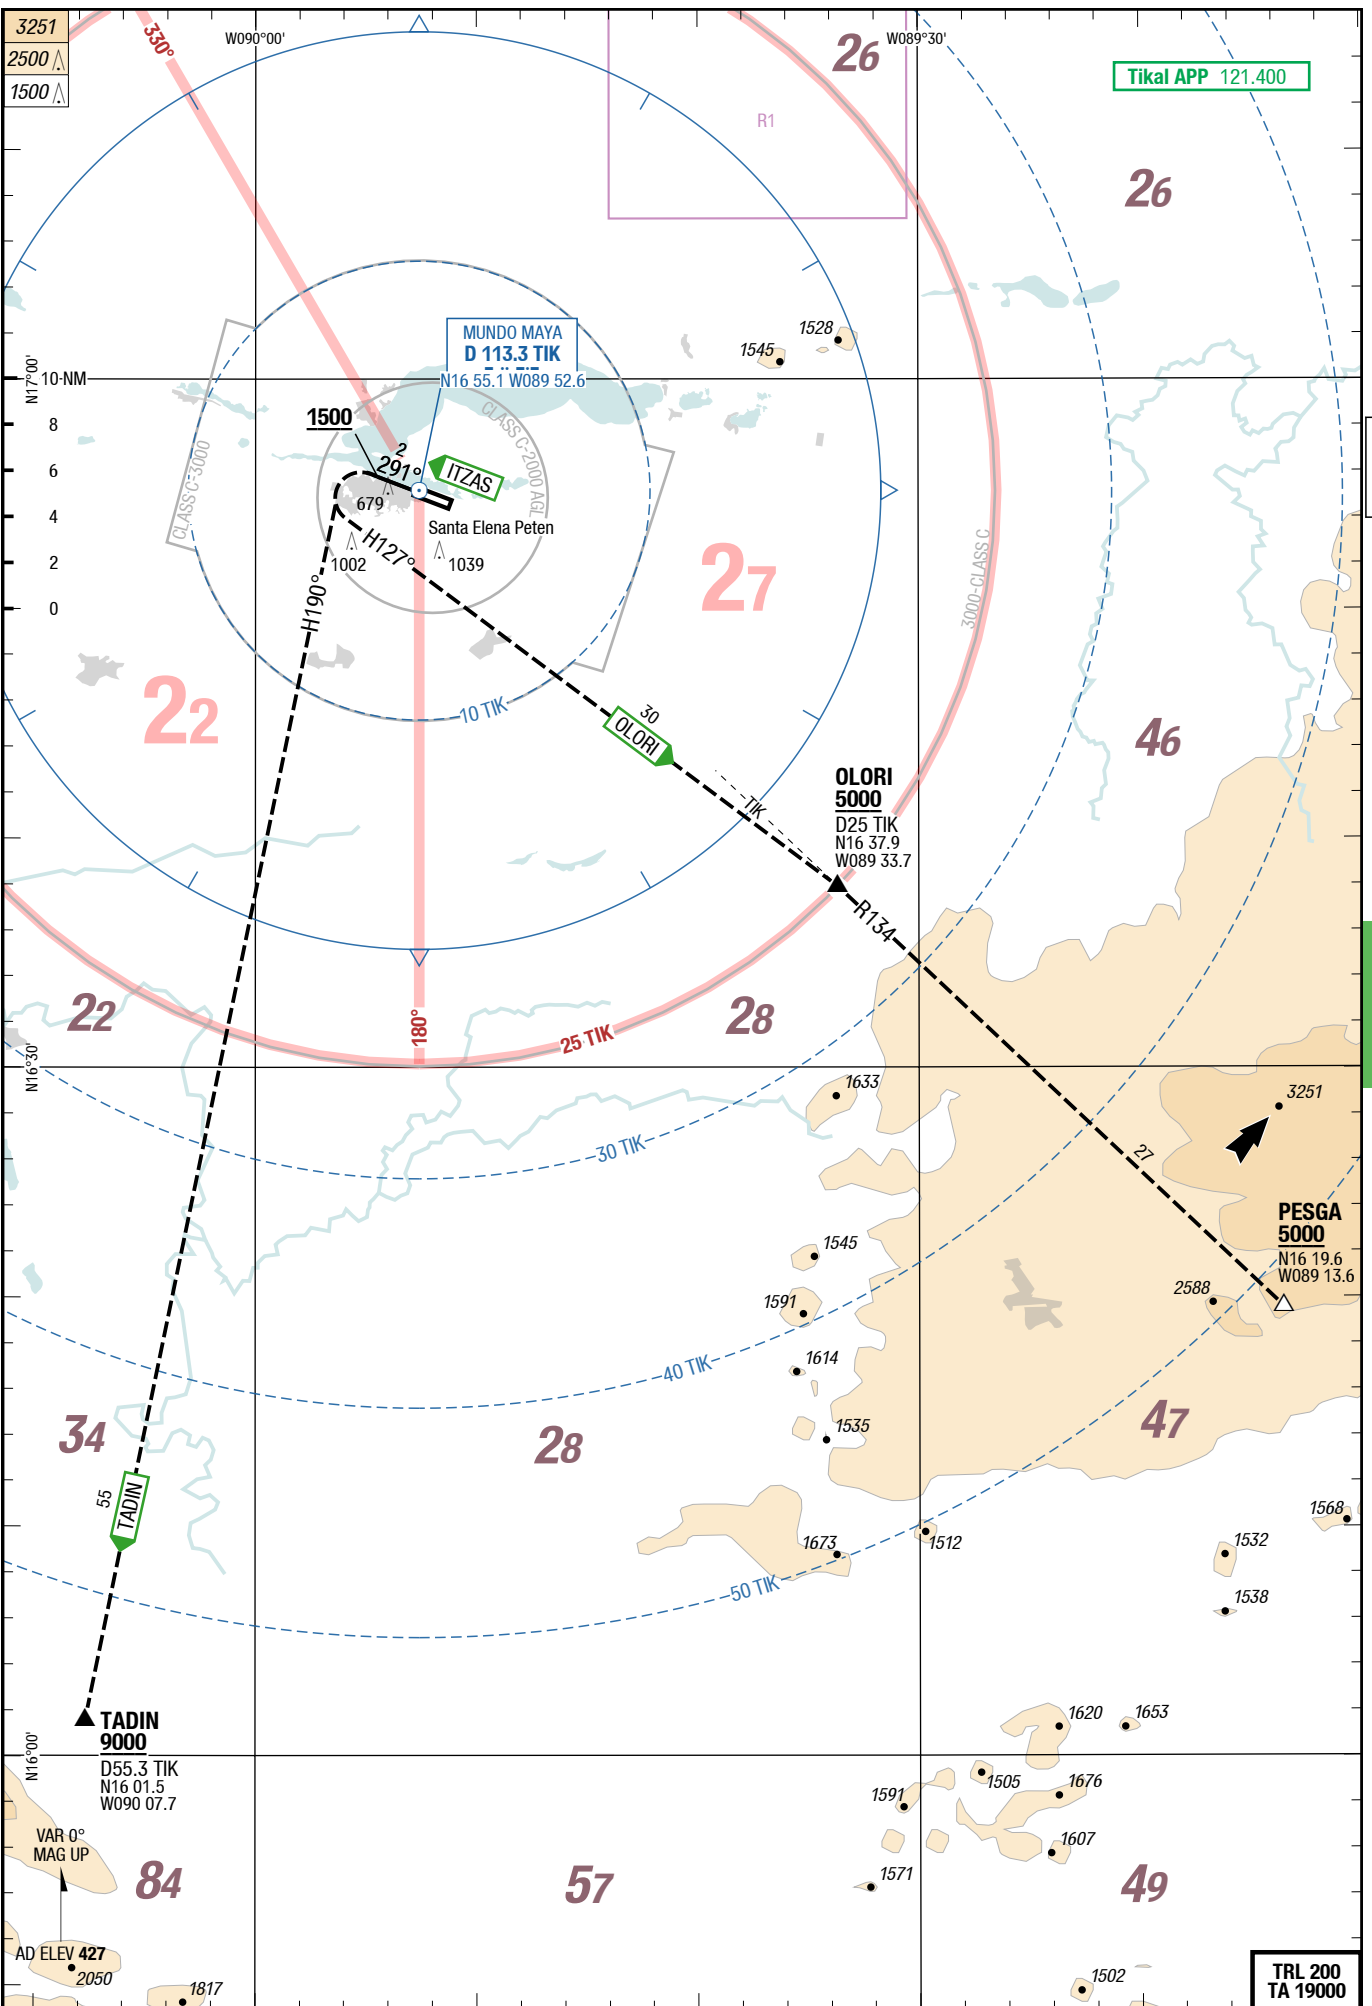 3251
2500
1500
330°
W090°00'
26
W089°30'
Tikal APP 121.400
R1
26
MUNDO MAYA
D 113.3 TIK
N16 55.1 W089 52.6
1528
1545
N17°00'
10 NM
8
6
4
2
0
1500
2
291°
ITZAS
CLASS C-2000 AGL
CLASS C-3000
679
Santa Elena Peten
1002
H127°
1039
H190°
27
3000-CLASS C
22
10 TIK
30
OLORI
46
TIK
OLORI
5000
D25 TIK
N16 37.9
W089 33.7
R134
22
180°
25 TIK
28
N16°30'
1633
3251
30 TIK
27
PESGA
5000
N16 19.6
W089 13.6
1545
1591
2588
40 TIK
1614
34
28
1535
47
55
TADIN
1673
1512
1568
1532
50 TIK
1538
TADIN
9000
D55.3 TIK
N16 01.5
W090 07.7
N16°00'
1620
1653
1505
1676
1591
1607
VAR 0°
MAG UP
84
57
1571
49
AD ELEV 427
2050
1817
1502
TRL 200
TA 19000